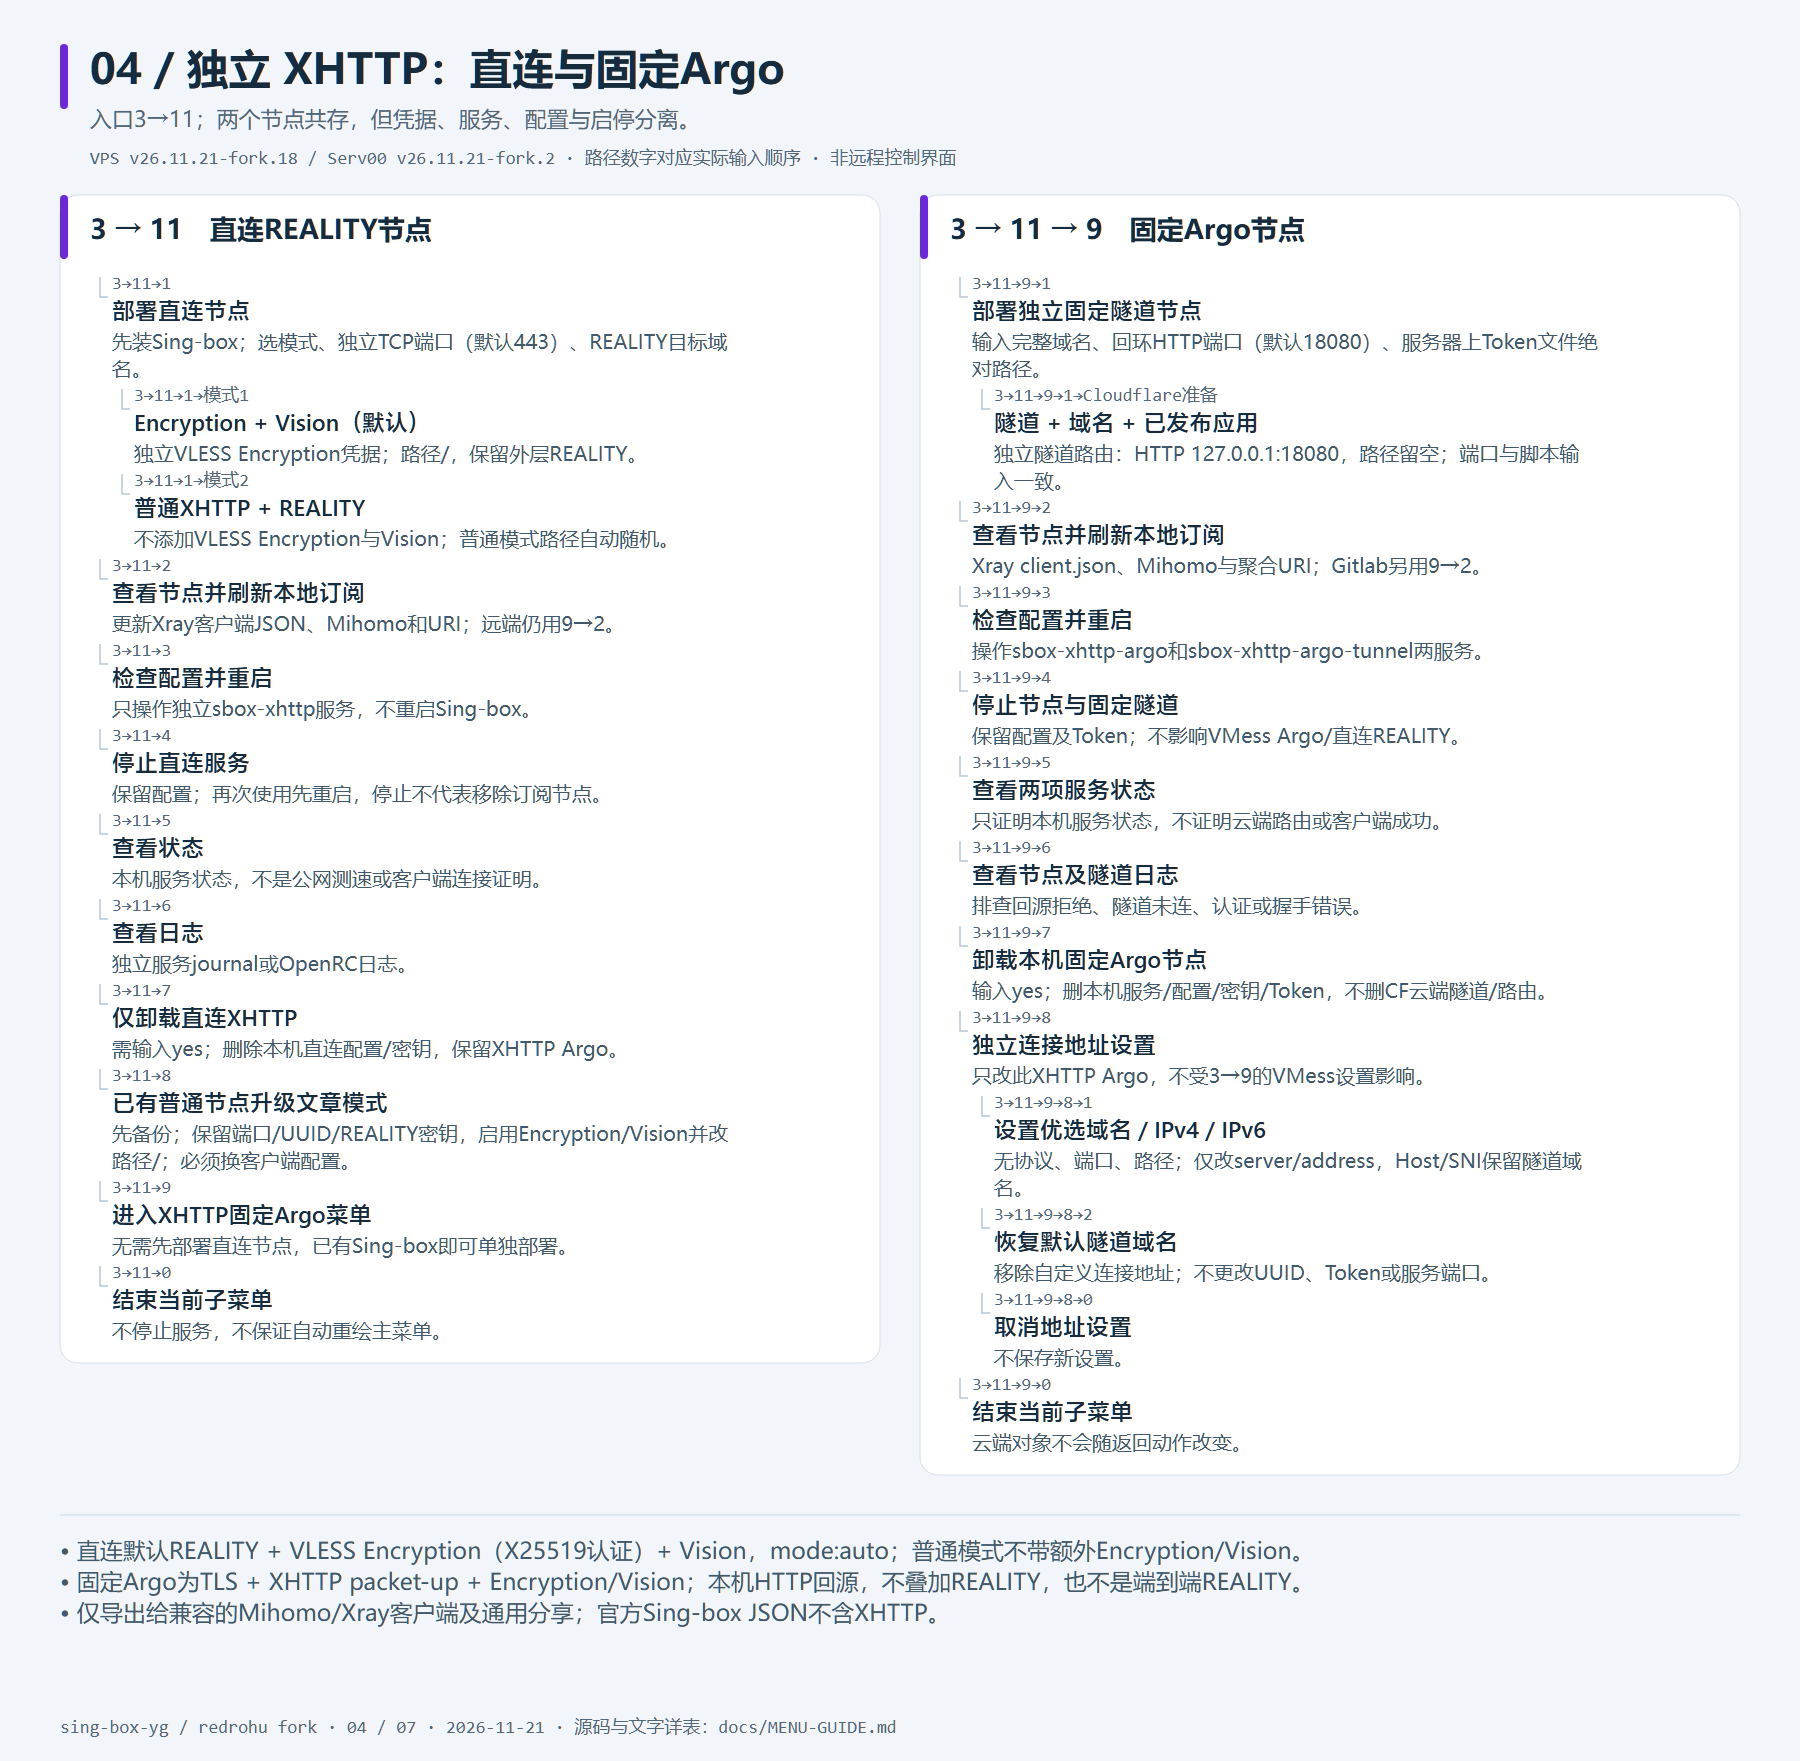 04 / 独立 XHTTP：直连与固定Argo
入口3→11；两个节点共存，但凭据、服务、配置与启停分离。
VPS v26.11.21-fork.18 / Serv00 v26.11.21-fork.2 · 路径数字对应实际输入顺序 · 非远程控制界面
3 → 11 直连REALITY节点
3→11→1
部署直连节点
先装Sing-box；选模式、独立TCP端口（默认443）、REALITY目标域
名。
3→11→1→模式1
Encryption + Vision（默认）
独立VLESS Encryption凭据；路径/，保留外层REALITY。
3→11→1→模式2
普通XHTTP + REALITY
不添加VLESS Encryption与Vision；普通模式路径自动随机。
3→11→2
查看节点并刷新本地订阅
更新Xray客户端JSON、Mihomo和URI；远端仍用9→2。
3→11→3
检查配置并重启
只操作独立sbox-xhttp服务，不重启Sing-box。
3→11→4
停止直连服务
保留配置；再次使用先重启，停止不代表移除订阅节点。
3→11→5
查看状态
本机服务状态，不是公网测速或客户端连接证明。
3→11→6
查看日志
独立服务journal或OpenRC日志。
3→11→7
仅卸载直连XHTTP
需输入yes；删除本机直连配置/密钥，保留XHTTP Argo。
3→11→8
已有普通节点升级文章模式
先备份；保留端口/UUID/REALITY密钥，启用Encryption/Vision并改
路径/；必须换客户端配置。
3→11→9
进入XHTTP固定Argo菜单
无需先部署直连节点，已有Sing-box即可单独部署。
3→11→0
结束当前子菜单
不停止服务，不保证自动重绘主菜单。
3 → 11 → 9 固定Argo节点
3→11→9→1
部署独立固定隧道节点
输入完整域名、回环HTTP端口（默认18080）、服务器上Token文件绝
对路径。
3→11→9→1→Cloudflare准备
隧道 + 域名 + 已发布应用
独立隧道路由：HTTP 127.0.0.1:18080，路径留空；端口与脚本输
入一致。
3→11→9→2
查看节点并刷新本地订阅
Xray client.json、Mihomo与聚合URI；Gitlab另用9→2。
3→11→9→3
检查配置并重启
操作sbox-xhttp-argo和sbox-xhttp-argo-tunnel两服务。
3→11→9→4
停止节点与固定隧道
保留配置及Token；不影响VMess Argo/直连REALITY。
3→11→9→5
查看两项服务状态
只证明本机服务状态，不证明云端路由或客户端成功。
3→11→9→6
查看节点及隧道日志
排查回源拒绝、隧道未连、认证或握手错误。
3→11→9→7
卸载本机固定Argo节点
输入yes；删本机服务/配置/密钥/Token，不删CF云端隧道/路由。
3→11→9→8
独立连接地址设置
只改此XHTTP Argo，不受3→9的VMess设置影响。
3→11→9→8→1
设置优选域名 / IPv4 / IPv6
无协议、端口、路径；仅改server/address，Host/SNI保留隧道域
名。
3→11→9→8→2
恢复默认隧道域名
移除自定义连接地址；不更改UUID、Token或服务端口。
3→11→9→8→0
取消地址设置
不保存新设置。
3→11→9→0
结束当前子菜单
云端对象不会随返回动作改变。
• 直连默认REALITY + VLESS Encryption（X25519认证）+ Vision，mode:auto；普通模式不带额外Encryption/Vision。
• 固定Argo为TLS + XHTTP packet-up + Encryption/Vision；本机HTTP回源，不叠加REALITY，也不是端到端REALITY。
• 仅导出给兼容的Mihomo/Xray客户端及通用分享；官方Sing-box JSON不含XHTTP。
sing-box-yg / redrohu fork · 04 / 07 · 2026-11-21 · 源码与文字详表：docs/MENU-GUIDE.md